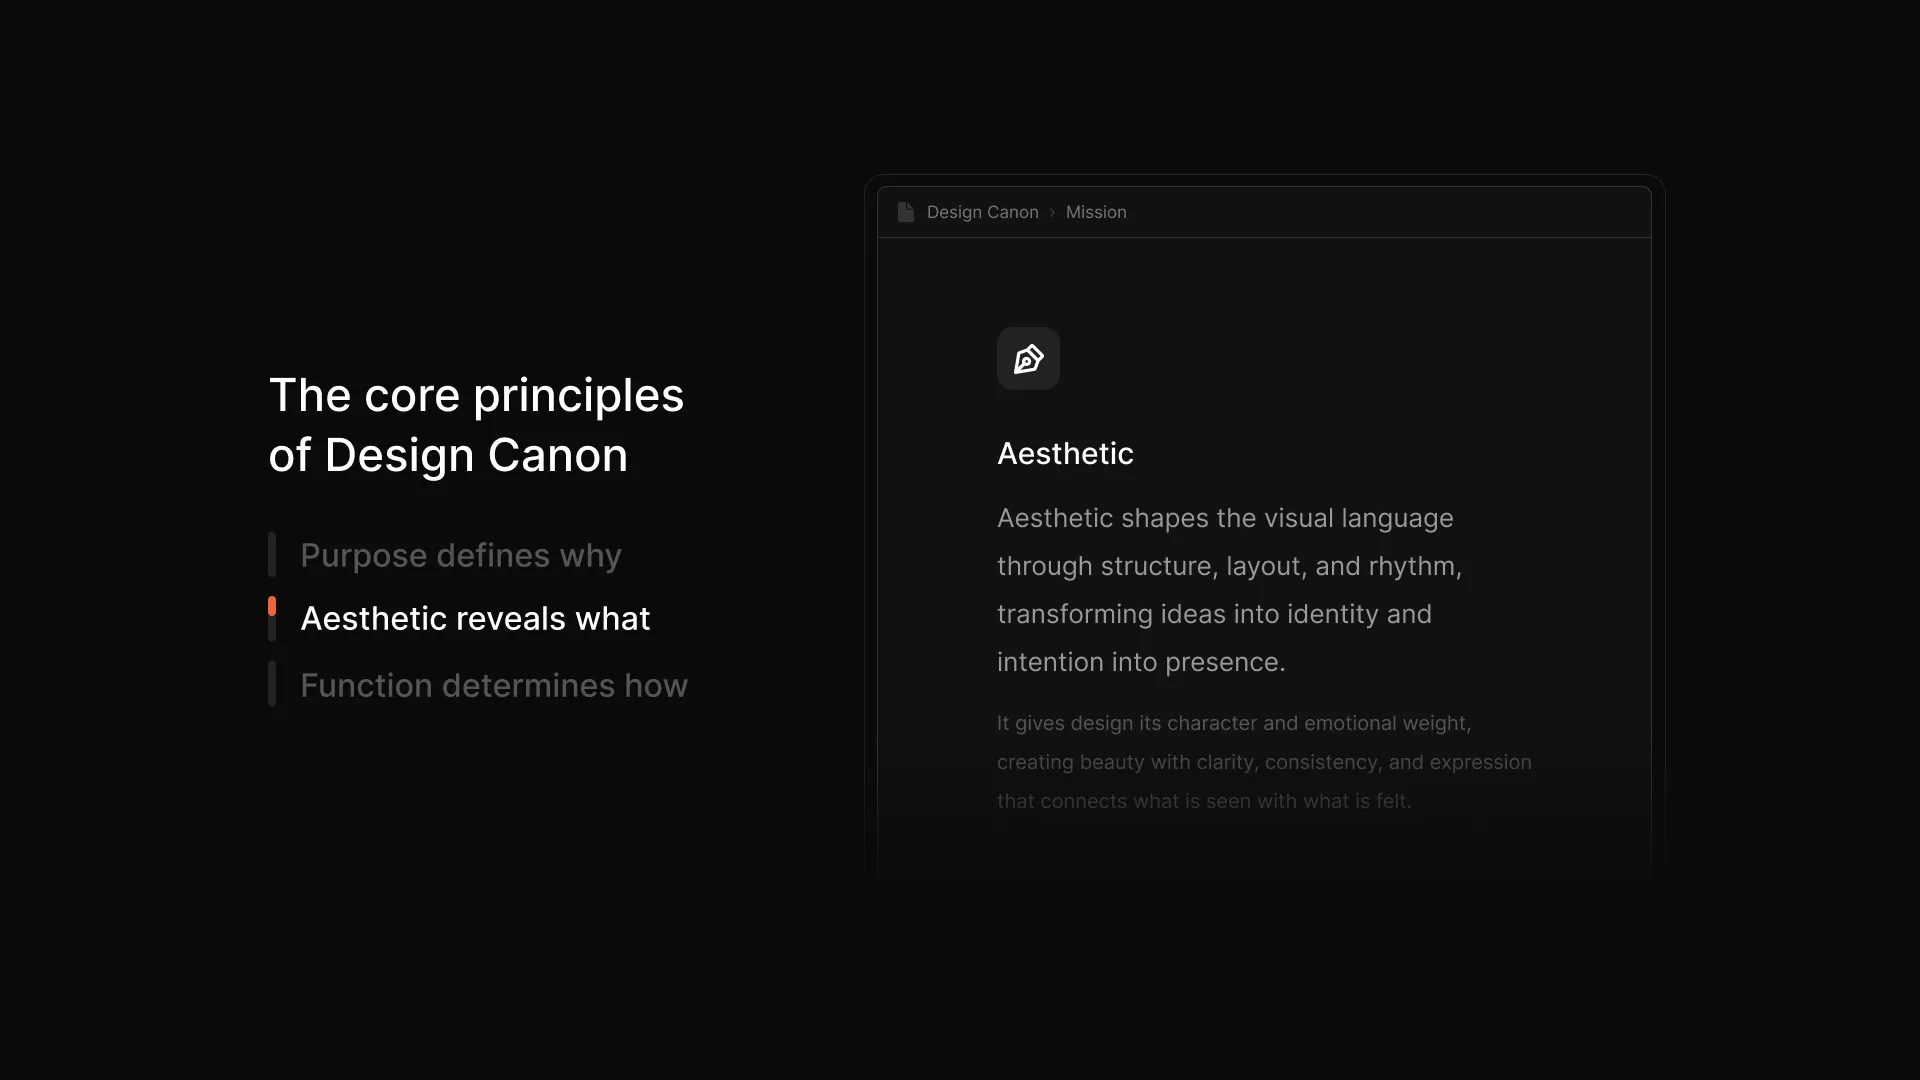 The core principles
of Design Canon
Purpose defines why
Aesthetic reveals what
Function determines how
Design Canon › Mission
Aesthetic
Aesthetic shapes the visual language
through structure, layout, and rhythm,
transforming ideas into identity and
intention into presence.
It gives design its character and emotional weight,
creating beauty with clarity, consistency, and expression
that connects what is seen with what is felt.